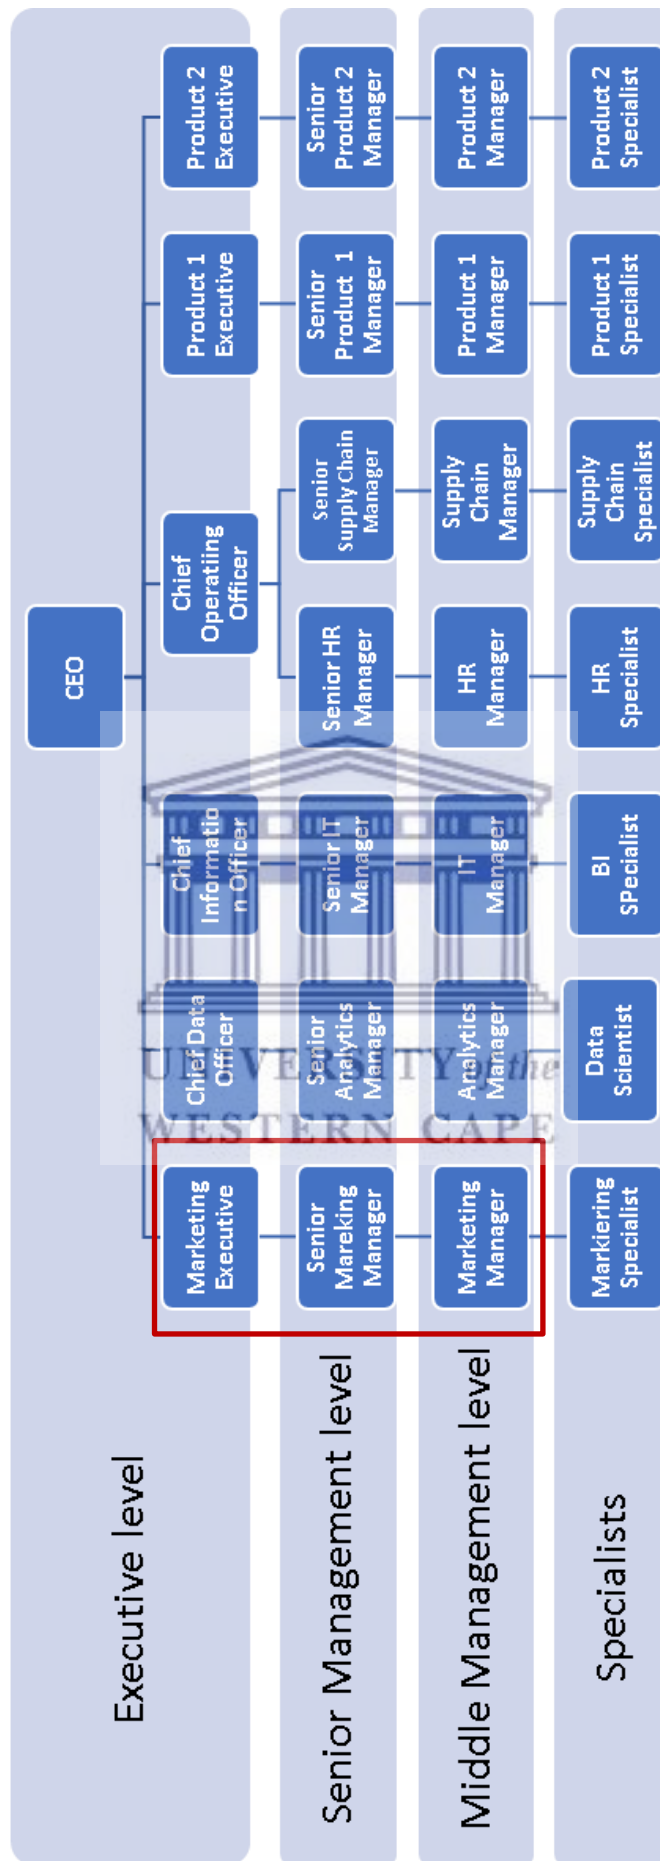 Executive level
CEO
Marketing
Executive
Chief Data
Officer
Chief
Informatio
n Officer
Chief
Operatiing
Officer
Product 1
Executive
Product 2
Executive
Senior Management level
Senior
Mareking
Manager
Senior
Analytics
Manager
Senior IT
Manager
Senior HR
Manager
Senior
Supply Chain
Manager
Senior
Product 1
Manager
Senior
Product 2
Manager
Middle Management level
Marketing
Manager
Analytics
Manager
IT
Manager
HR
Manager
Supply
Chain
Manager
Product 1
Manager
Product 2
Manager
Specialists
Markiering
Specialist
Data
Scientist
BI
SPecialist
HR
Specialist
Supply
Chain
Specialist
Product 1
Specialist
Product 2
Specialist
UNIVERSITY of the
WESTERN CAPE